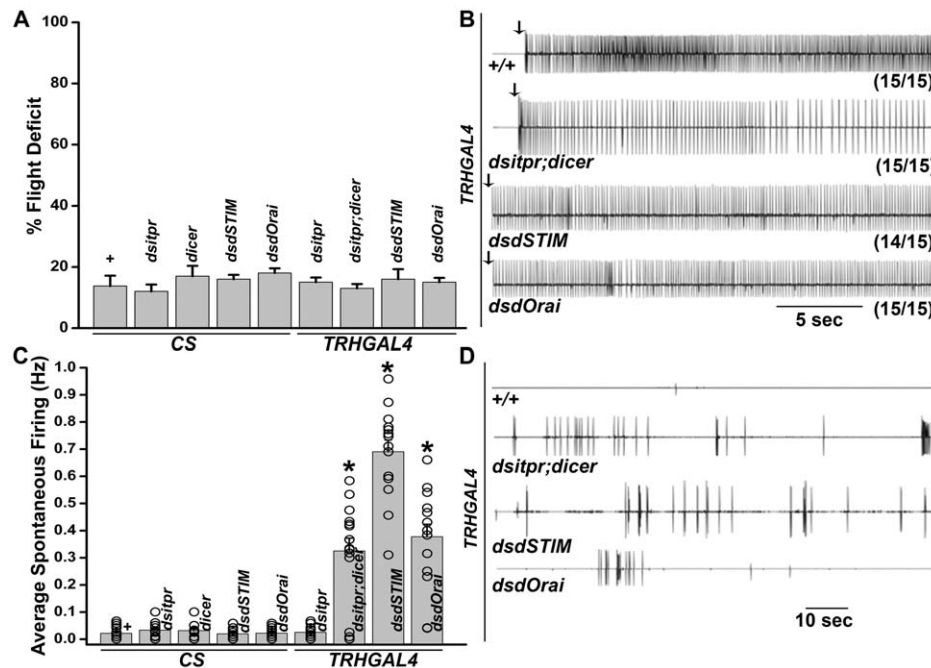 A
% Flight Deficit
100
80
60
40
20
0
+
dsitpr
dicer
dsdSTIM
dsdOrai
dsitpr
dsitpr;dicer
dsdSTIM
dsdOrai
CS
TRHGAL4
B
TRHGAL4
+/+
(15/15)
dsitpr;dicer
(15/15)
dsdSTIM
(14/15)
dsdOrai
(15/15)
5 sec
C
Average Spontaneous Firing (Hz)
1.0
0.9
0.8
0.7
0.6
0.5
0.4
0.3
0.2
0.1
0.0
+
dsitpr
dicer
dsdSTIM
dsdOrai
dsitpr
* dsitpr;dicer
* dsdSTIM
* dsdOrai
CS
TRHGAL4
D
TRHGAL4
+/+
dsitpr;dicer
dsdSTIM
dsdOrai
10 sec